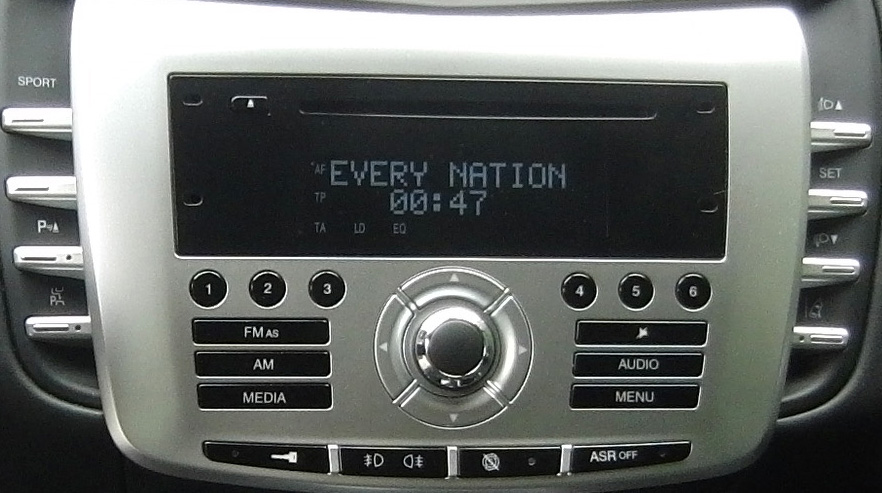 SPORT
SET
P
AF EVERY NATION
TP 00:47
TA LD EQ
1 2 3
4 5 6
FM AS
AM
MEDIA
AUDIO
MENU
ASR OFF